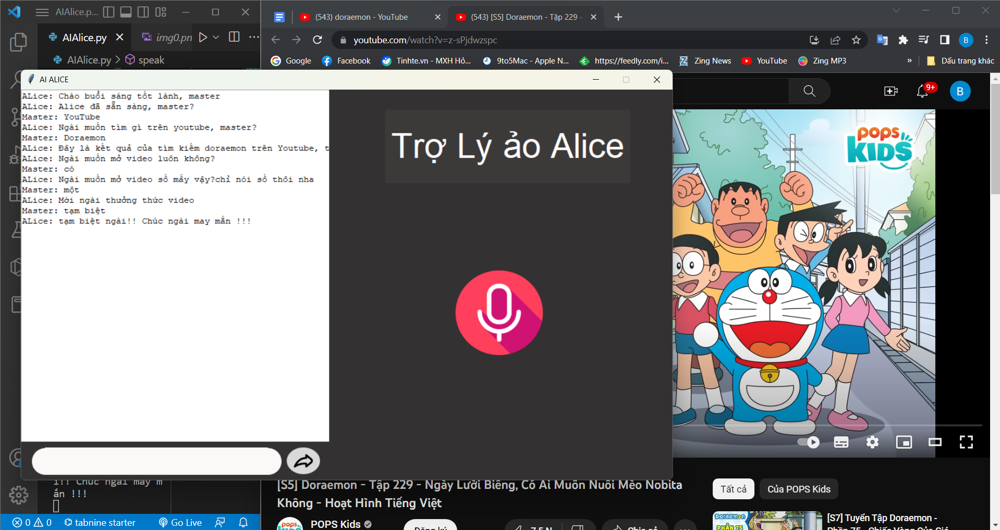 AIAlice.p...
AIAlice.py
img0.pn
AIAlice.py > speak
(543) doraemon - YouTube
(543) [S5] Doraemon - Tập 229 -
youtube.com/watch?v=z-sPjdwzspc
B
Google
Facebook
Tinhte.vn - MXH Hỏ...
9to5Mac - Apple N...
https://feedly.com/i...
Zing News
YouTube
Zing MP3
»
Dấu trang khác
AI ALICE
ALice: Chào buổi sáng tốt lành, master
ALice: Alice đã sẵn sàng, master?
Master: YouTube
ALice: Ngài muốn tìm gì trên youtube, master?
Master: Doraemon
ALice: Đây là kết quả của tìm kiếm doraemon trên Youtube, t
ALice: Ngài muốn mở video luôn không?
Master: có
ALice: Ngài muốn mở video số mấy vậy?chỉ nói số thôi nha
Master: một
ALice: Mời ngài thưởng thức video
Master: tạm biệt
ALice: tạm biệt ngài!! Chúc ngài may mắn !!!
Trợ Lý ảo Alice
9+
B
POPS
KIDS
i!! Chúc ngài may m
ắn !!!
0 0
tabnine starter
Go Live
[S5] Doraemon - Tập 229 - Ngày Lười Biếng, Có Ai Muốn Nuôi Mèo Nobita
Không - Hoạt Hình Tiếng Việt
pops
POPS Kids
Đăng ký
7,5 N
Chia sẻ
Tất cả
Của POPS Kids
Doraemon
PHẦN 75
[S7] Tuyển Tập Doraemon -
Phần 75 - Chiếc Vòng Của Gió